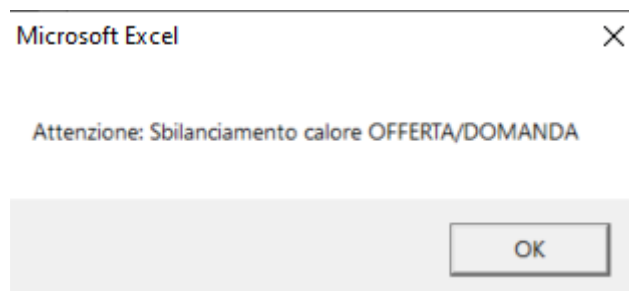 Microsoft Excel
Attenzione: Sbilanciamento calore OFFERTA/DOMANDA
OK